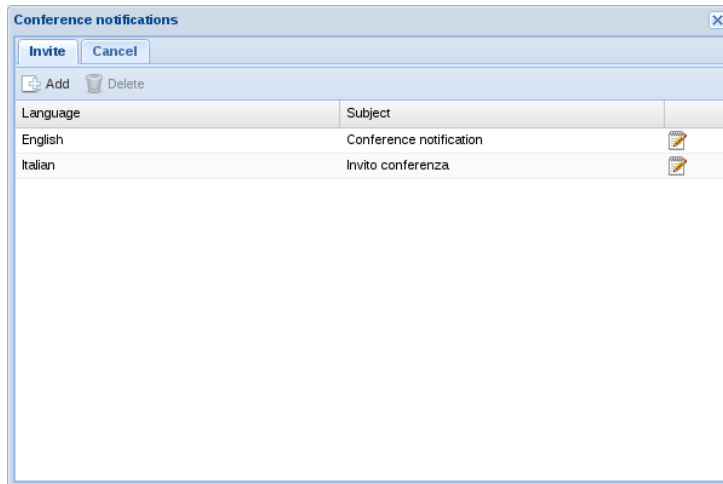 Conference notifications
Invite Cancel
Add Delete
Language Subject
English Conference notification
Italian Invito conferenza